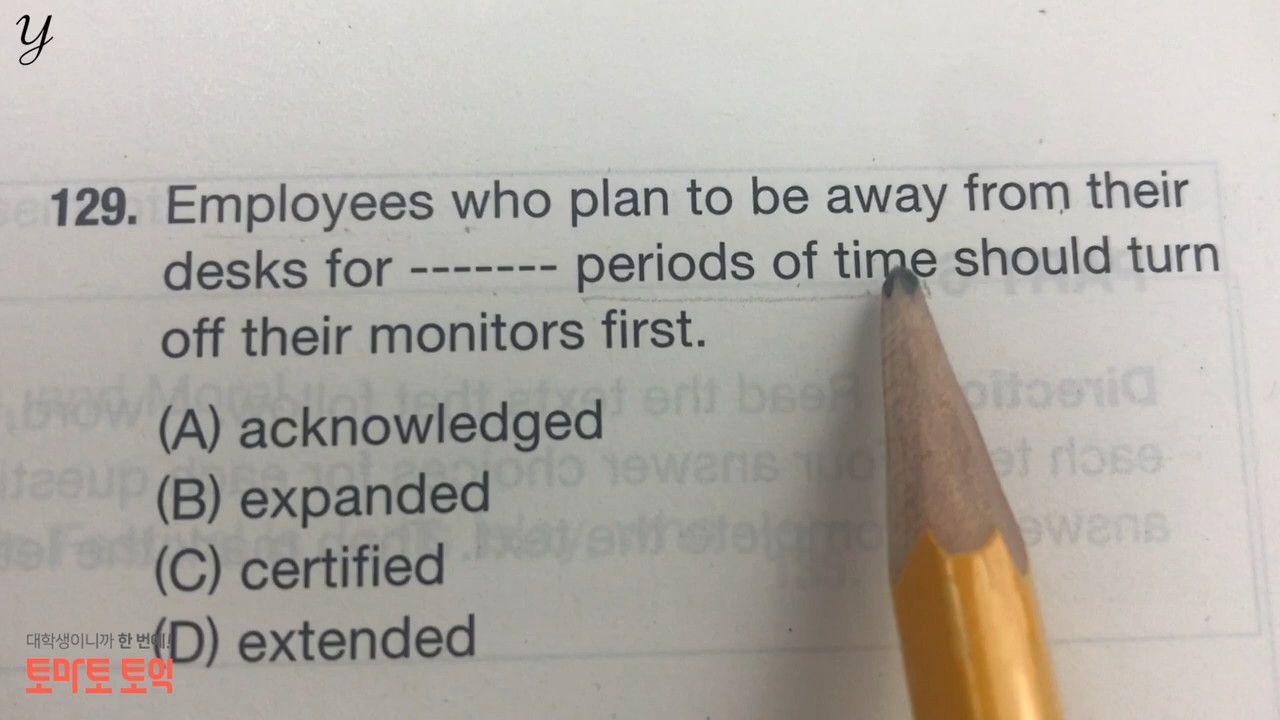 y
129. Employees who plan to be away from their
desks for ------- periods of time should turn
off their monitors first.
(A) acknowledged
(B) expanded
(C) certified
(D) extended
대학생이니까 한 번에!
토마토 토익